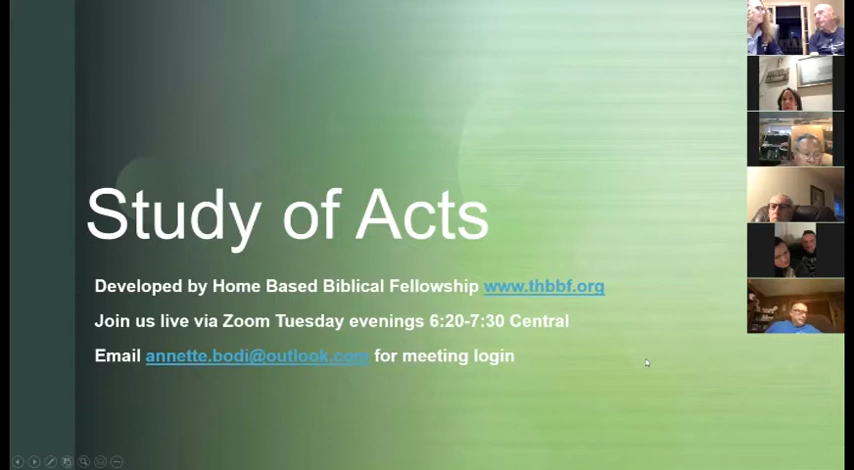 Study of Acts
Developed by Home Based Biblical Fellowship www.thbbf.org
Join us live via Zoom Tuesday evenings 6:20-7:30 Central
Email annette.bodi@outlook.com for meeting login